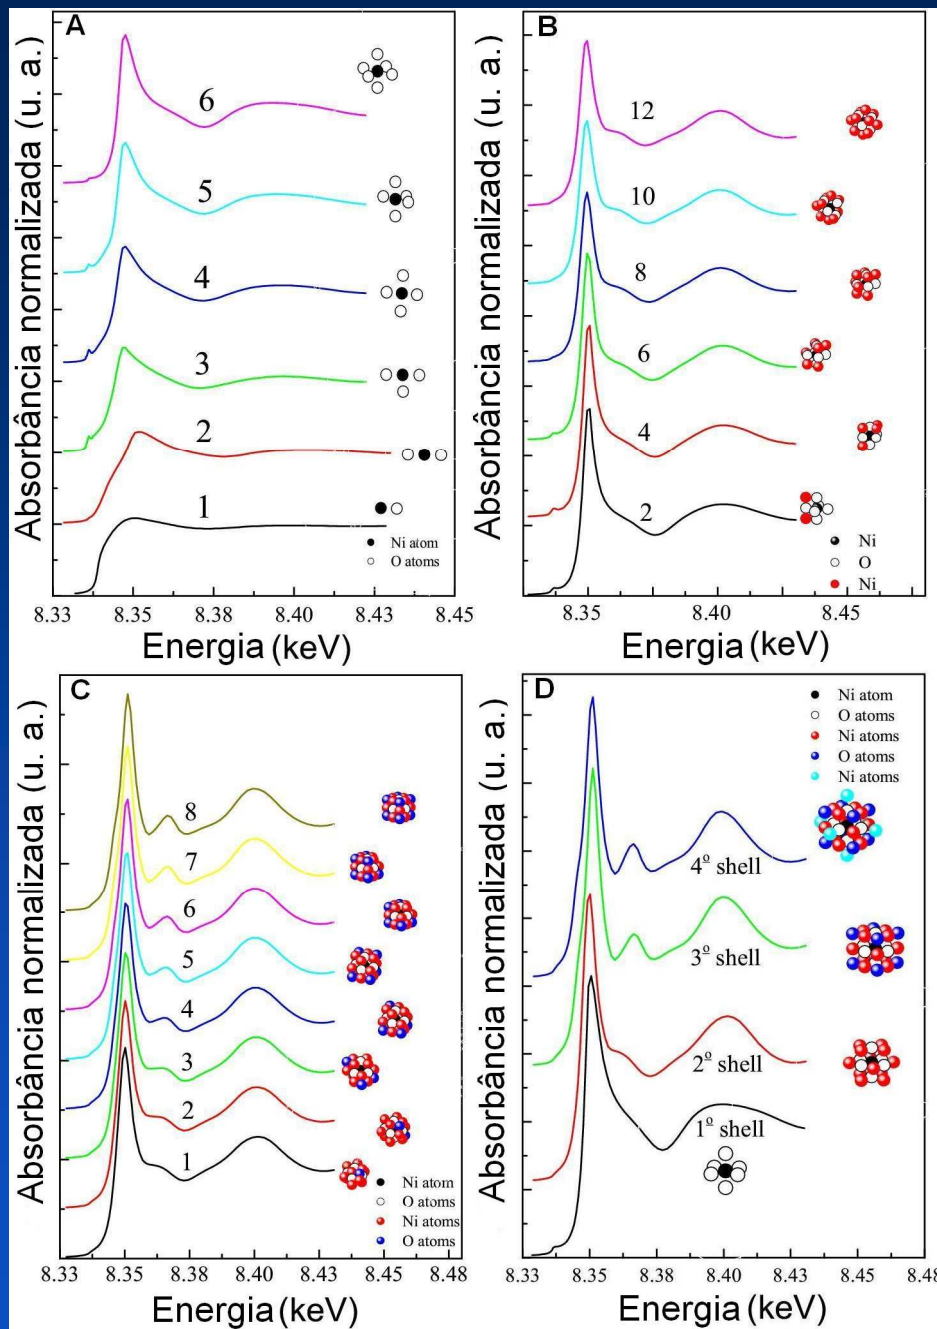 A
Absorbância normalizada (u. a.)
6
5
4
3
2
1
Ni atom
O atoms
8.33 8.35 8.38 8.40 8.43 8.45
Energia (keV)
B
Absorbância normalizada (u. a.)
12
10
8
6
4
2
Ni
O
Ni
8.35 8.40 8.45
Energia (keV)
C
Absorbância normalizada (u. a.)
8
7
6
5
4
3
2
1
Ni atom
O atoms
Ni atoms
O atoms
8.33 8.35 8.38 8.40 8.43 8.45 8.48
Energia (keV)
D
Absorbância normalizada (u. a.)
Ni atom
O atoms
Ni atoms
O atoms
Ni atoms
4º shell
3º shell
2º shell
1º shell
8.33 8.35 8.38 8.40 8.43 8.45 8.48
Energia (keV)